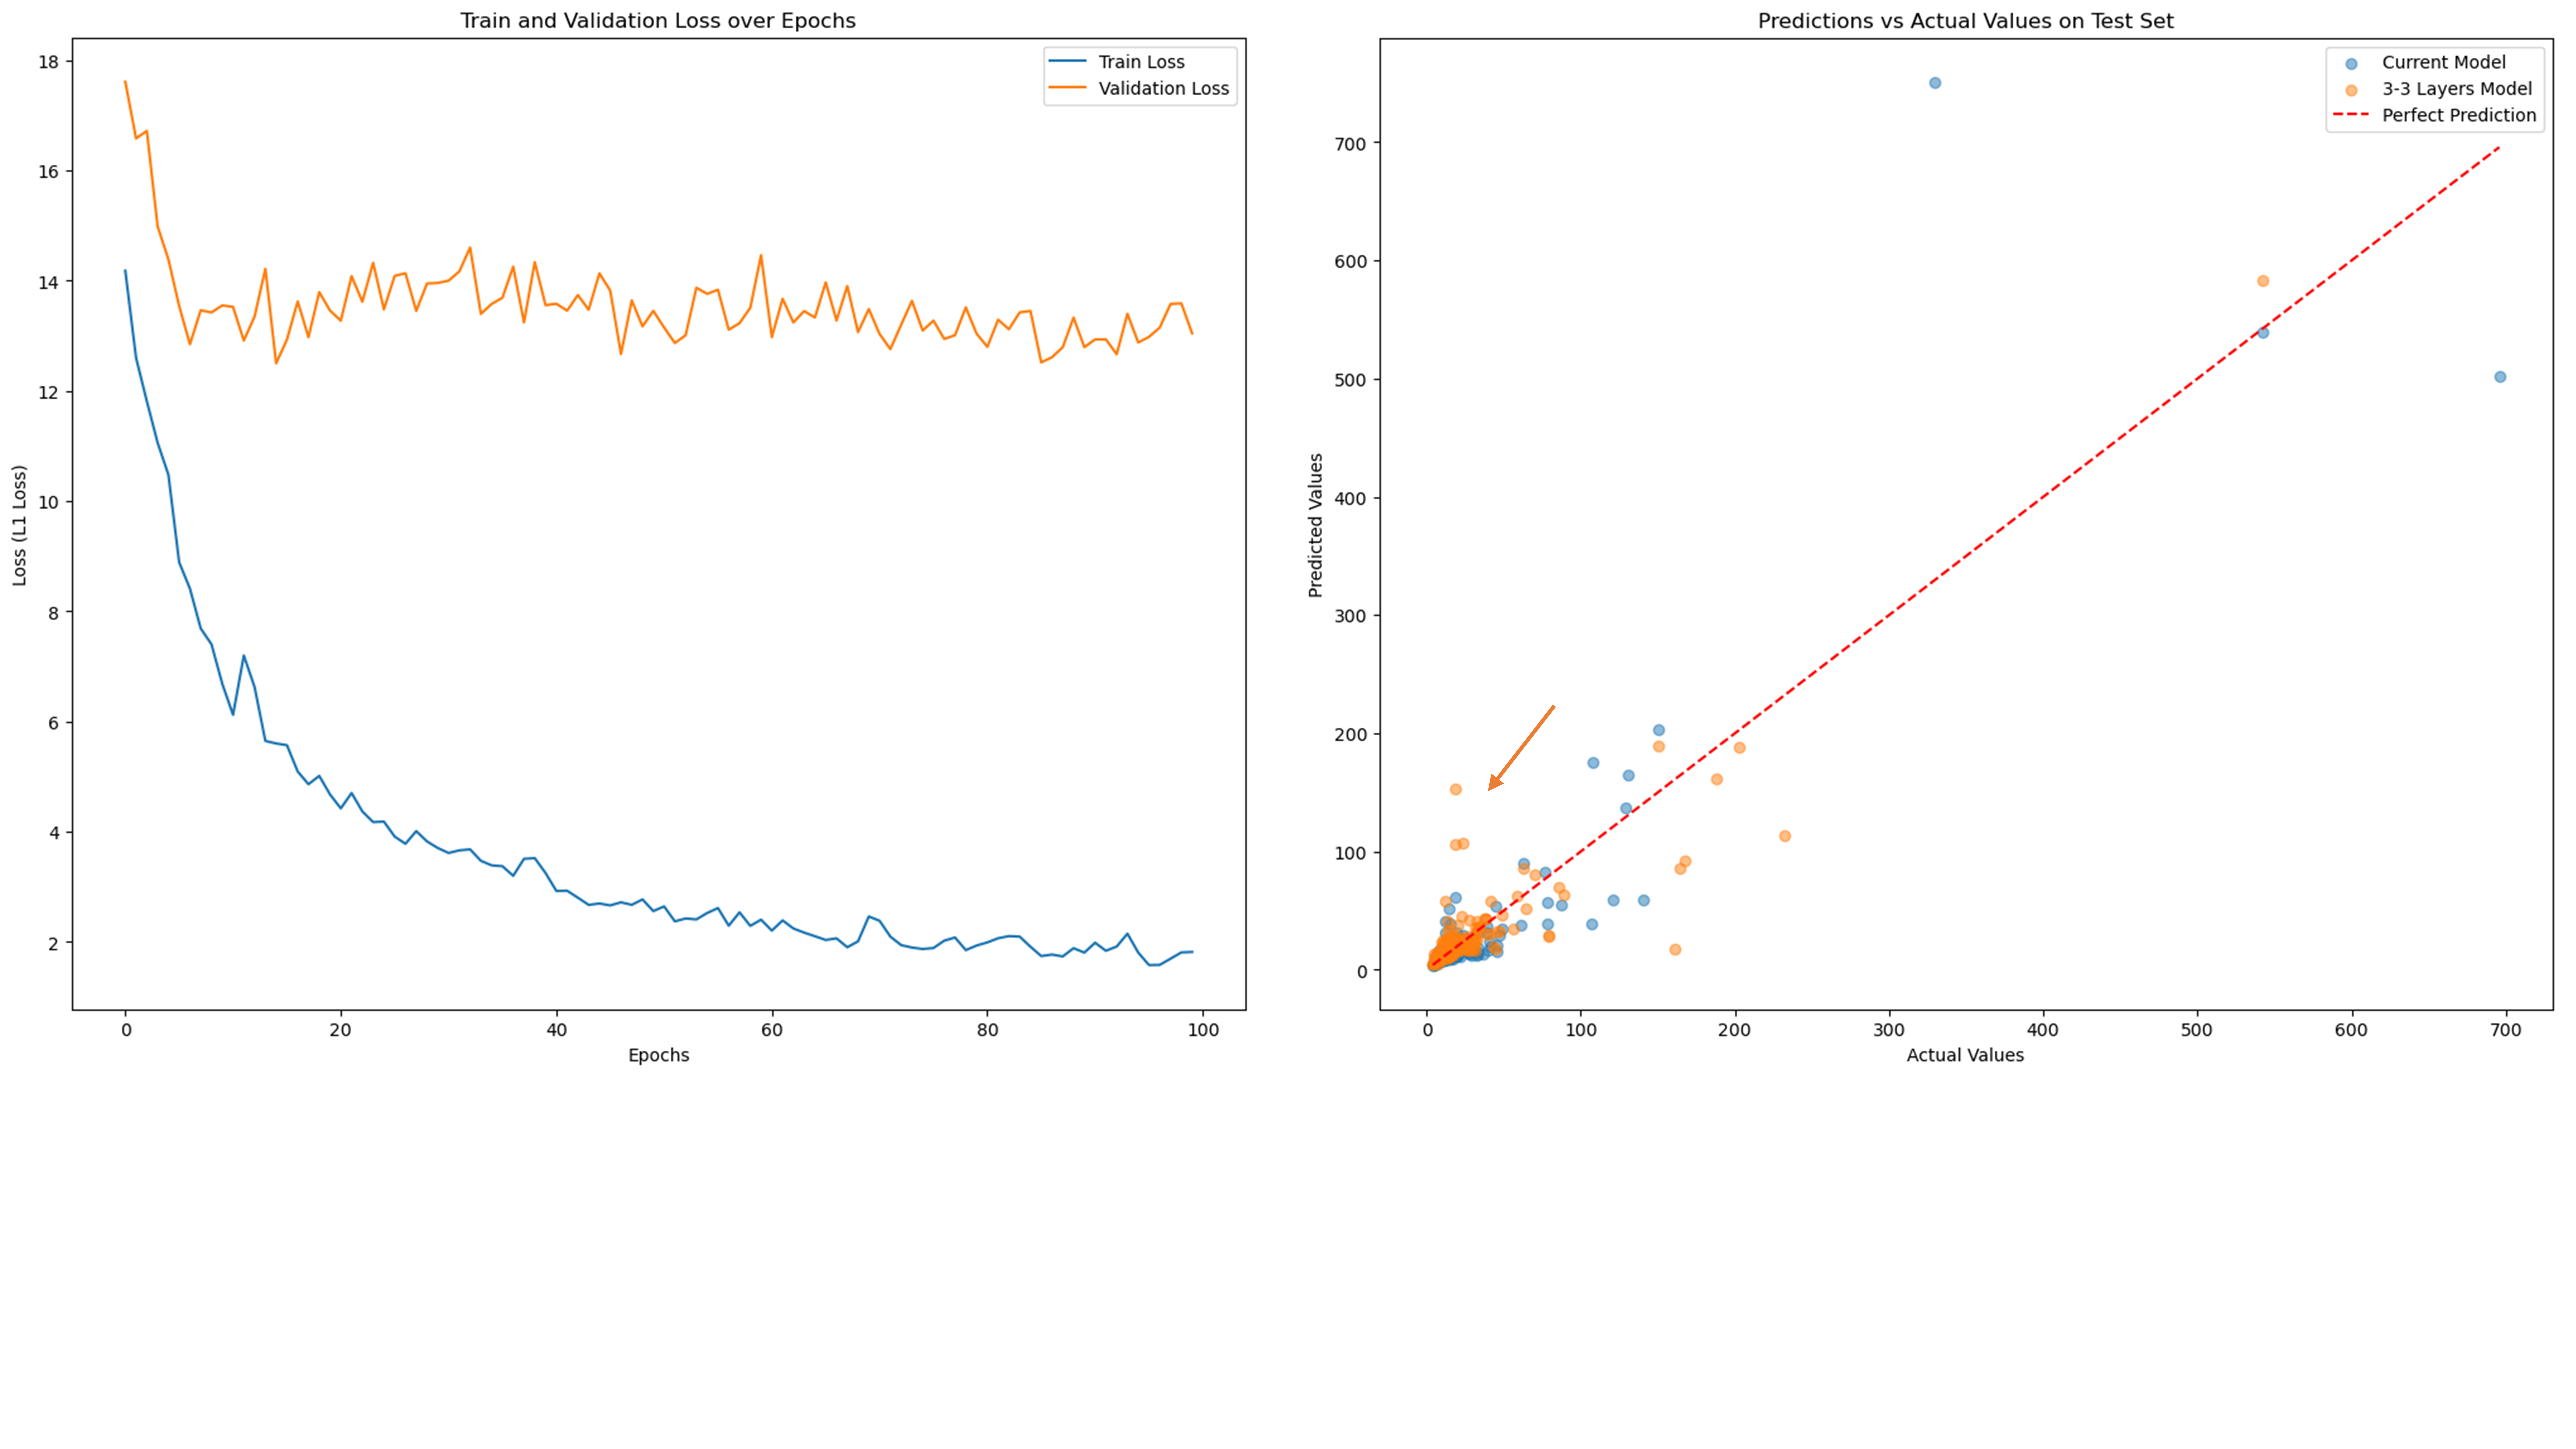 Train and Validation Loss over Epochs
Train Loss
Validation Loss
18
16
14
12
10
8
6
4
2
Loss (L1 Loss)
0
20
40
60
80
100
Epochs
Predictions vs Actual Values on Test Set
Current Model
3-3 Layers Model
Perfect Prediction
700
600
500
400
300
200
100
0
Predicted Values
0
100
200
300
400
500
600
700
Actual Values